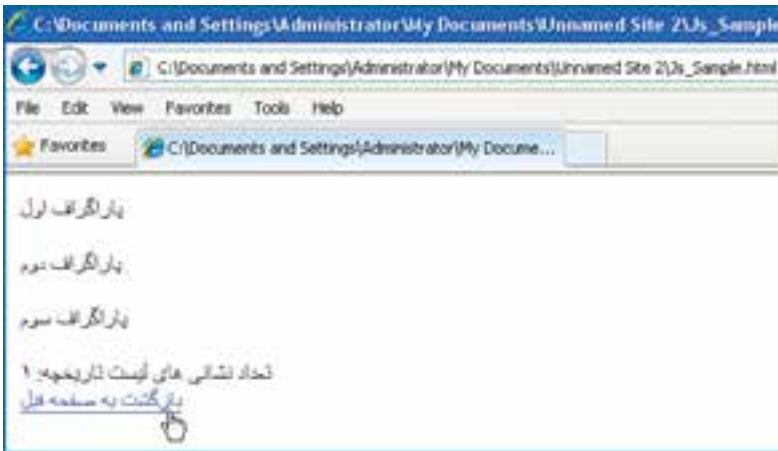 C:\Documents and Settings\Administrator\My Documents\Unnamed Site 2\Js_Sample
C:\Documents and Settings\Administrator\My Documents\Unnamed Site 2\Js_Sample.html
File Edit View Favorites Tools Help
Favorites C:\Documents and Settings\Administrator\My Docume...
پاراگراف اول
پاراگراف دوم
پاراگراف سوم
تعداد نشانی های لیست تاریخچه: ۱
بازگشت به صفحه قبل